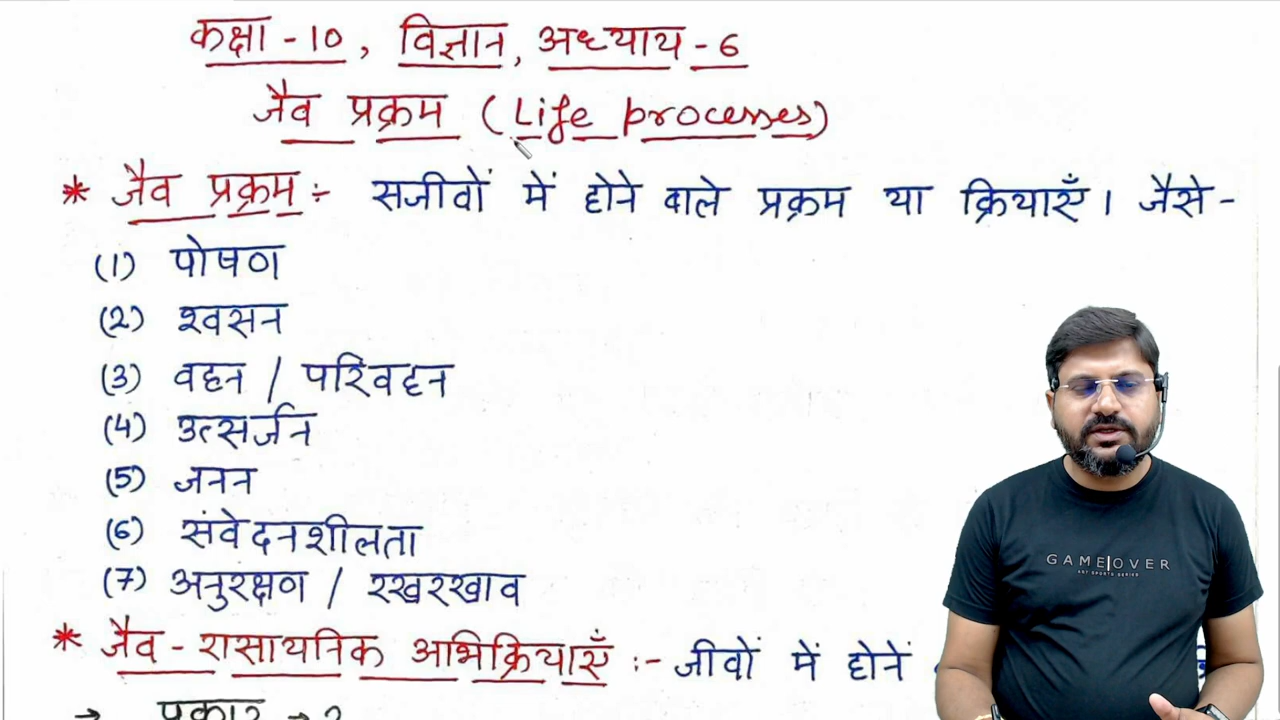 कक्षा - 10, विज्ञान, अध्याय - 6
जैव प्रक्रम (Life processes)
* जैव प्रक्रम :- सजीवों में होने वाले प्रक्रम या क्रियाएँ। जैसे -
(1) पोषण
(2) श्वसन
(3) वहन / परिवहन
(4) उत्सर्जन
(5) जनन
(6) संवेदनशीलता
(7) अनुरक्षण / रखरखाव
* जैव - रासायनिक अभिक्रियाएँ :- जीवों में होनें
→ प्रकार → 2
GAME OVER